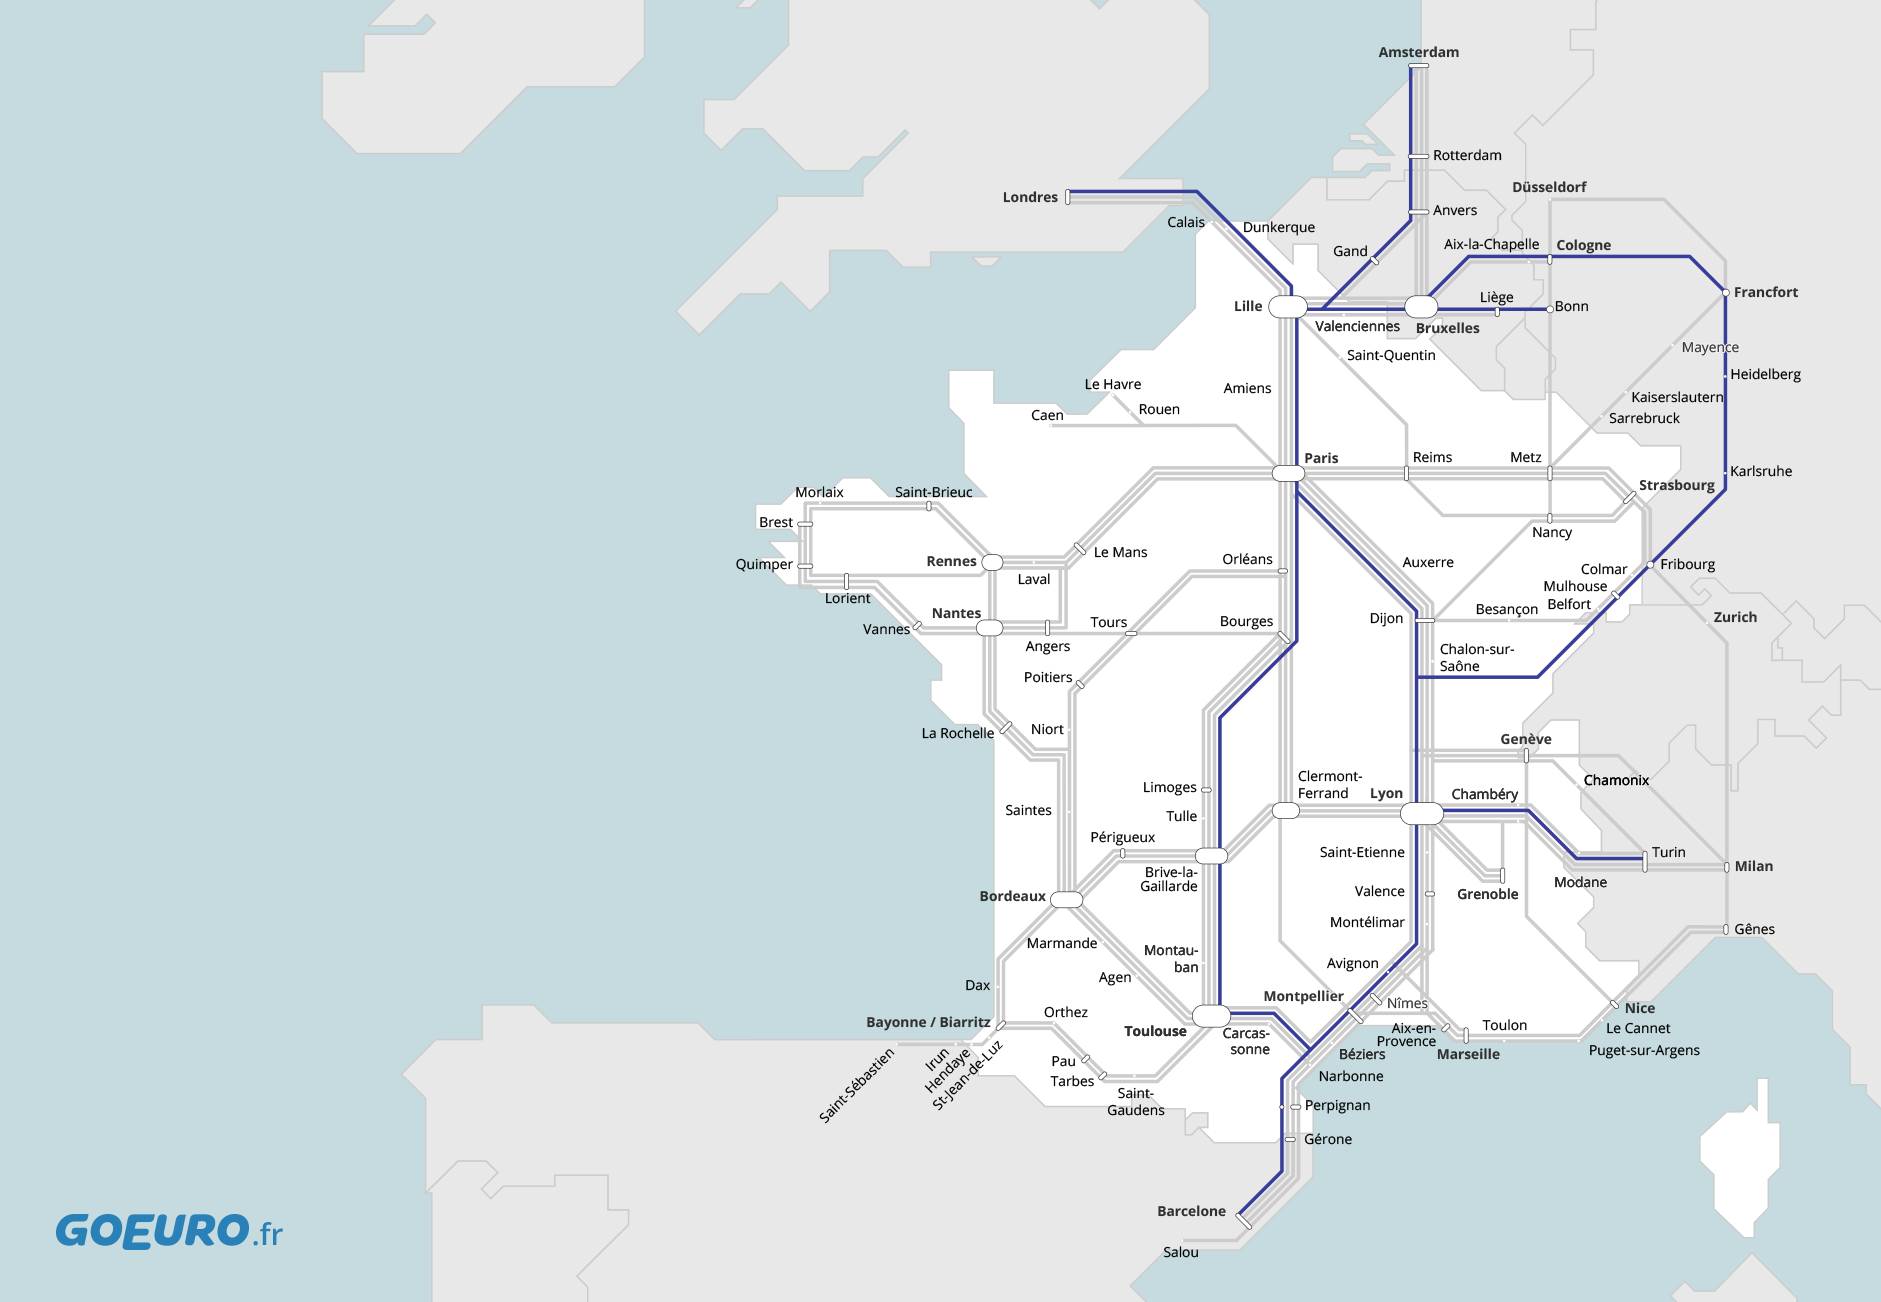 Amsterdam
Rotterdam
Düsseldorf
Londres
Anvers
Calais
Dunkerque
Gand
Aix-la-Chapelle
Cologne
Francfort
Liège
Lille
Bonn
Valenciennes
Bruxelles
Mayence
Saint-Quentin
Heidelberg
Le Havre
Amiens
Kaiserslautern
Caen
Rouen
Sarrebruck
Paris
Reims
Metz
Karlsruhe
Strasbourg
Morlaix
Saint-Brieuc
Brest
Nancy
Le Mans
Rennes
Orléans
Auxerre
Quimper
Fribourg
Colmar
Laval
Mulhouse
Lorient
Belfort
Nantes
Besançon
Zurich
Vannes
Tours
Bourges
Dijon
Angers
Chalon-sur-
Saône
Poitiers
La Rochelle
Niort
Genève
Clermont-
Ferrand
Chamonix
Limoges
Lyon
Chambéry
Saintes
Tulle
Périgueux
Saint-Etienne
Turin
Milan
Brive-la-
Gaillarde
Modane
Bordeaux
Valence
Grenoble
Montélimar
Gênes
Marmande
Montau-
ban
Avignon
Agen
Dax
Montpellier
Nîmes
Nice
Orthez
Bayonne / Biarritz
Toulouse
Carcas-
sonne
Aix-en-
Provence
Toulon
Le Cannet
Marseille
Puget-sur-Argens
Béziers
Saint-Sébastien
Irun
Hendaye
St-Jean-de-Luz
Pau
Tarbes
Narbonne
Saint-
Gaudens
Perpignan
Gérone
Barcelone
Salou
GOEURO.fr